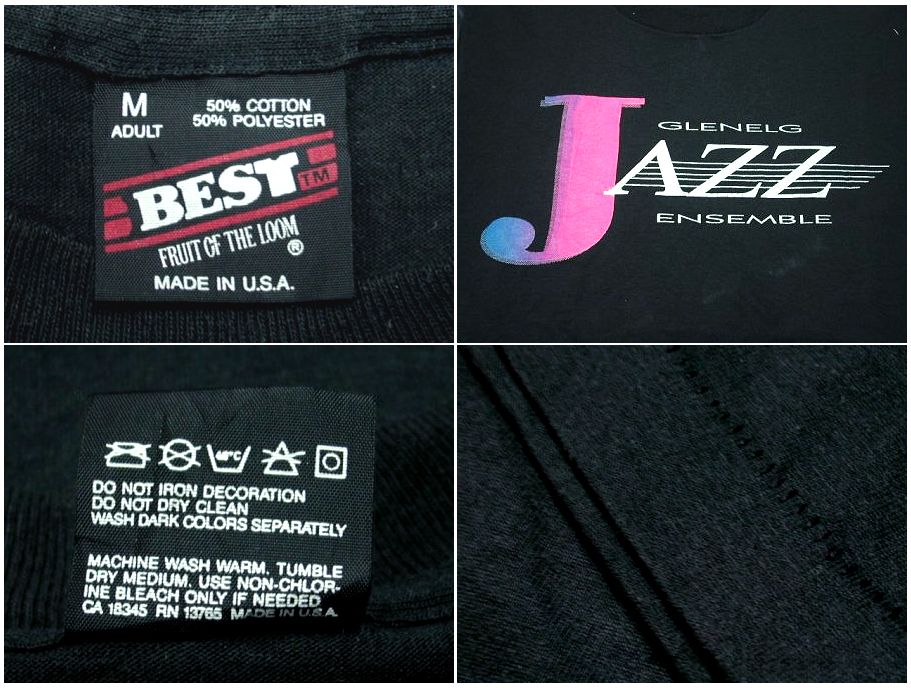 M
ADULT
50% COTTON
50% POLYESTER
BEST TM
FRUIT OF THE LOOM ®
MADE IN U.S.A.
GLENELG
JAZZ
ENSEMBLE
40°C
DO NOT IRON DECORATION
DO NOT DRY CLEAN
WASH DARK COLORS SEPARATELY
MACHINE WASH WARM. TUMBLE
DRY MEDIUM. USE NON-CHLOR-
INE BLEACH ONLY IF NEEDED
CA 18345 RN 13765 MADE IN U.S.A.